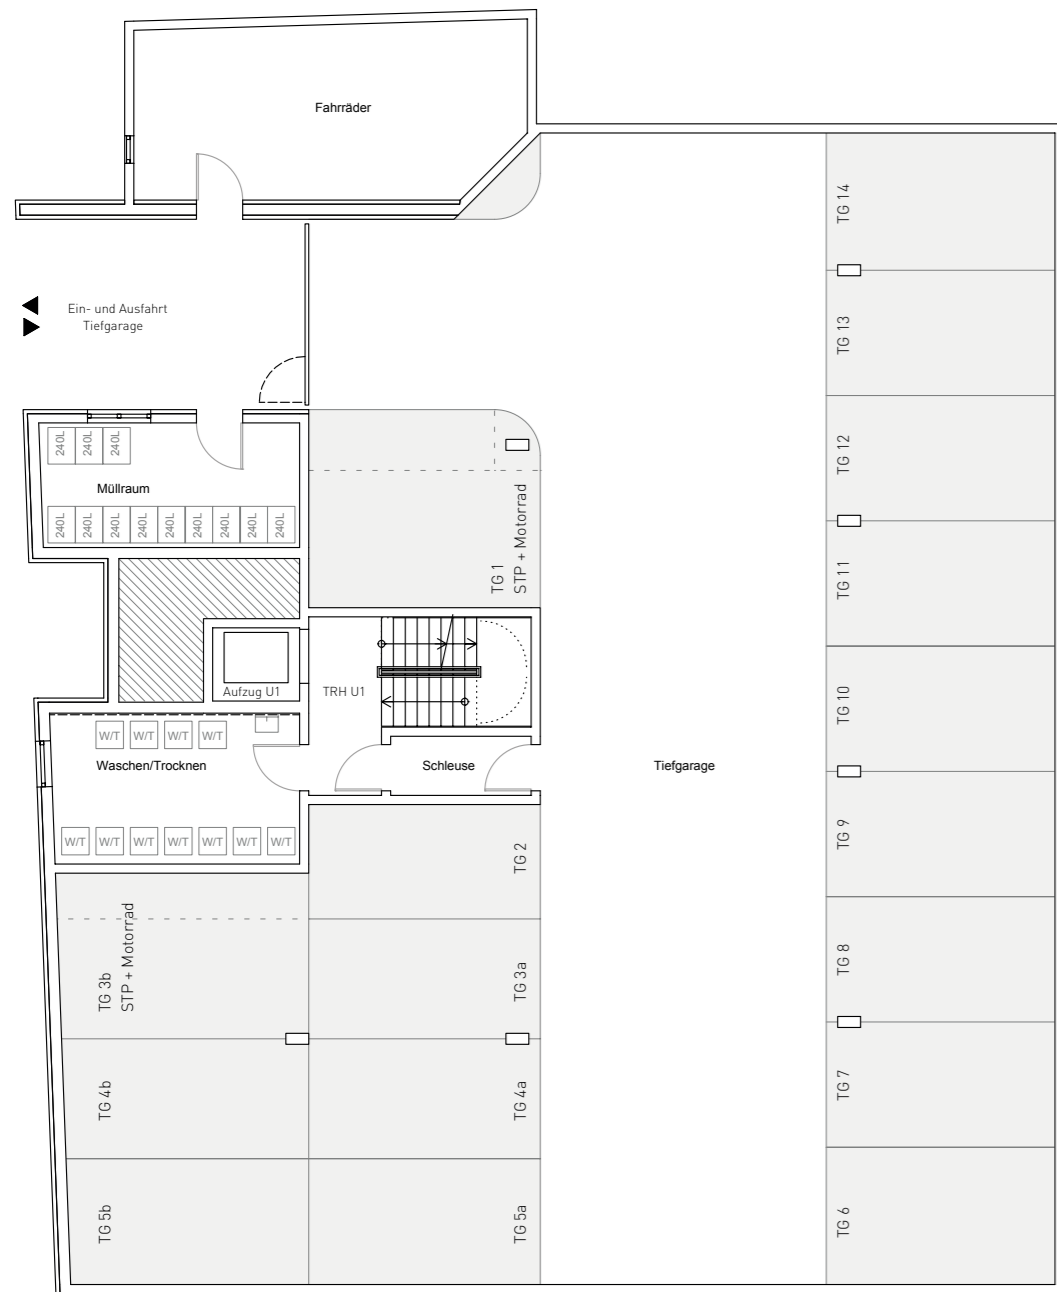 Fahrräder
TG 14
Ein- und Ausfahrt
Tiefgarage
TG 13
240L
240L
240L
Müllraum
240L
240L
240L
240L
240L
240L
240L
240L
240L
TG 1
STP + Motorrad
TG 12
TG 11
Aufzug U1
TRH U1
TG 10
W/T
W/T
W/T
W/T
Waschen/Trocknen
Schleuse
Tiefgarage
W/T
W/T
W/T
W/T
W/T
W/T
W/T
TG 2
TG 9
TG 3b
STP + Motorrad
TG 3a
TG 8
TG 4b
TG 4a
TG 7
TG 5b
TG 5a
TG 6